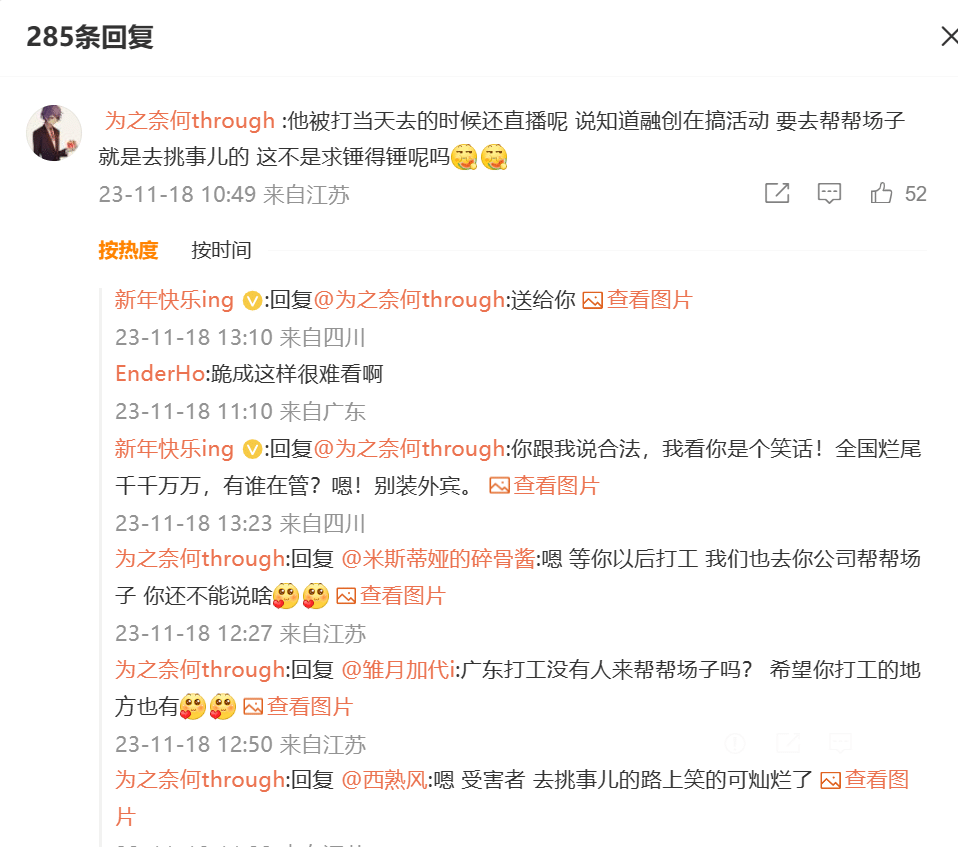 285条回复
为之奈何through :他被打当天去的时候还直播呢 说知道融创在搞活动 要去帮帮场子
就是去挑事儿的 这不是求锤得锤呢吗
23-11-18 10:49 来自江苏
52
按热度 按时间
新年快乐ing :回复@为之奈何through:送给你 查看图片
23-11-18 13:10 来自四川
EnderHo:跪成这样很难看啊
23-11-18 11:10 来自广东
新年快乐ing :回复@为之奈何through:你跟我说合法，我看你是个笑话！全国烂尾
千千万万，有谁在管？嗯！别装外宾。 查看图片
23-11-18 13:23 来自四川
为之奈何through:回复 @米斯蒂娅的碎骨酱:嗯 等你以后打工 我们也去你公司帮帮场
子 你还不能说啥 查看图片
23-11-18 12:27 来自江苏
为之奈何through:回复 @雏月加代i:广东打工没有人来帮帮场子吗？ 希望你打工的地
方也有 查看图片
23-11-18 12:50 来自江苏
为之奈何through:回复 @西熟风:嗯 受害者 去挑事儿的路上笑的可灿烂了 查看图
片